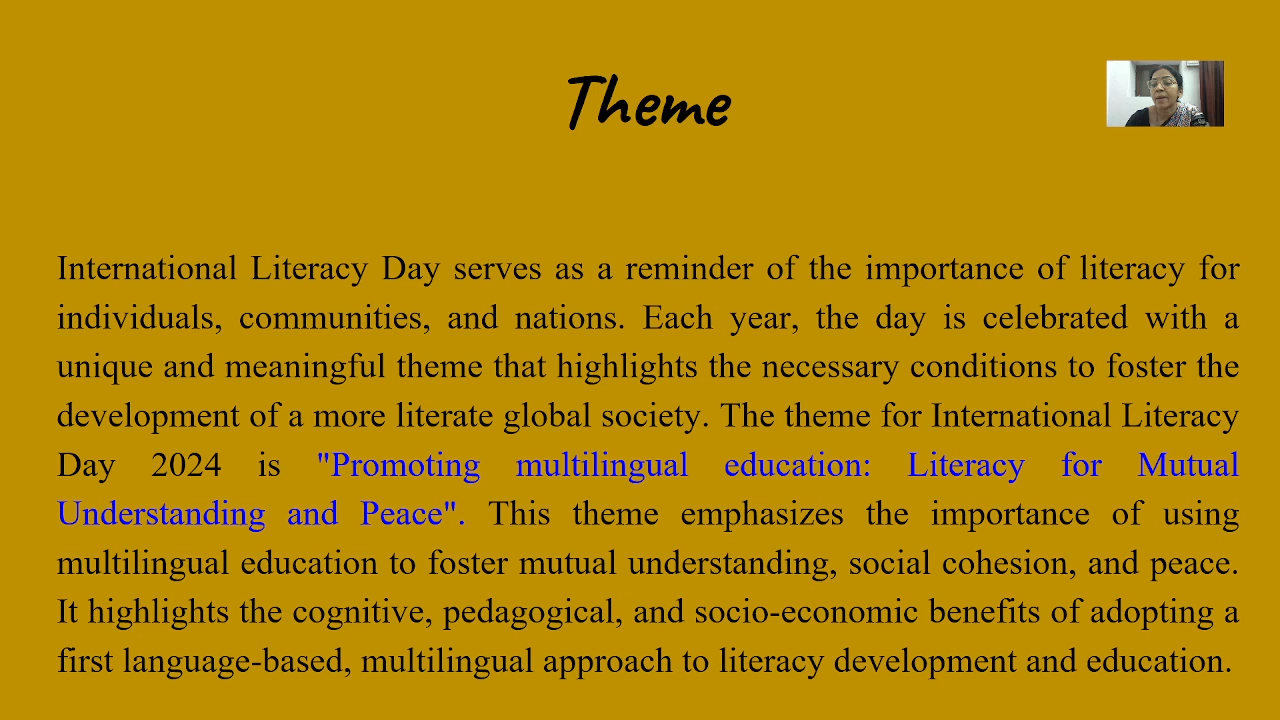 Theme
International Literacy Day serves as a reminder of the importance of literacy for
individuals, communities, and nations. Each year, the day is celebrated with a
unique and meaningful theme that highlights the necessary conditions to foster the
development of a more literate global society. The theme for International Literacy
Day 2024 is "Promoting multilingual education: Literacy for Mutual
Understanding and Peace". This theme emphasizes the importance of using
multilingual education to foster mutual understanding, social cohesion, and peace.
It highlights the cognitive, pedagogical, and socio-economic benefits of adopting a
first language-based, multilingual approach to literacy development and education.